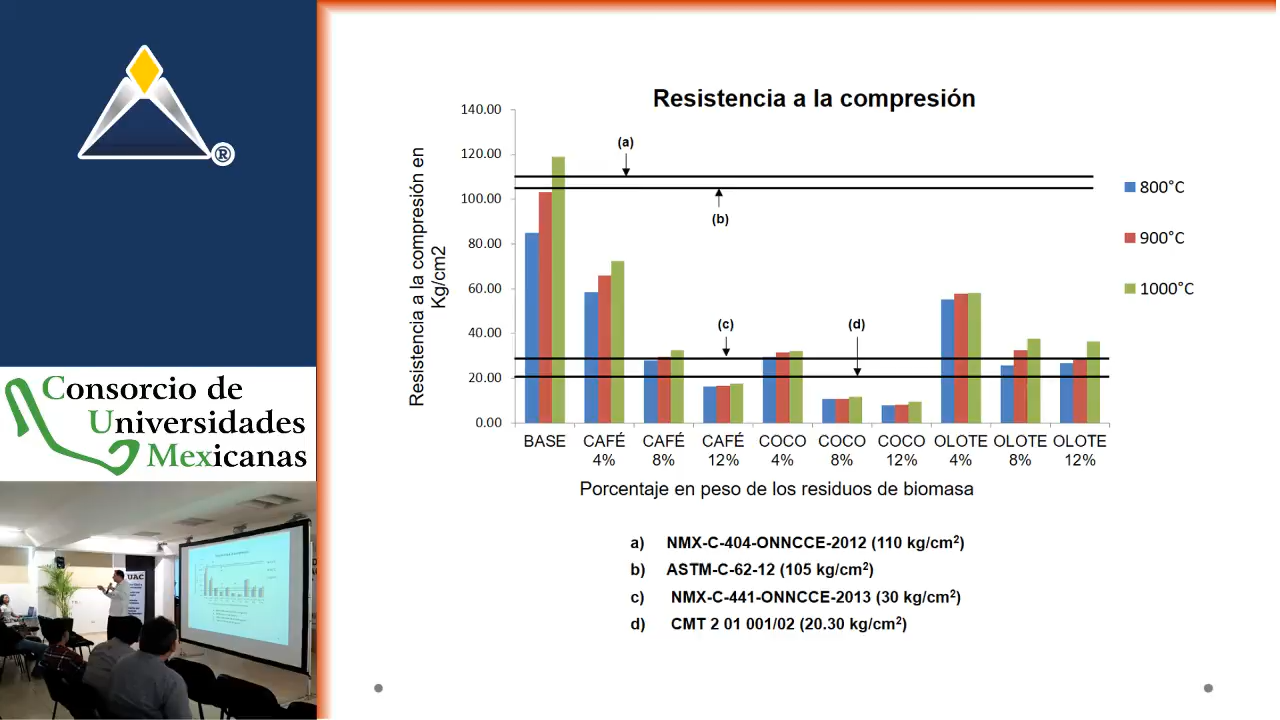 ®
Consorcio de
Universidades
Mexicanas
UAC
Resistencia a la compresión
Resistencia a la compresión en
Kg/cm2
140.00
120.00
100.00
80.00
60.00
40.00
20.00
0.00
(a)
(b)
(c)
(d)
800°C
900°C
1000°C
BASE CAFÉ CAFÉ CAFÉ COCO COCO COCO OLOTE OLOTE OLOTE
4% 8% 12% 4% 8% 12% 4% 8% 12%
Porcentaje en peso de los residuos de biomasa
a) NMX-C-404-ONNCCE-2012 (110 kg/cm²)
b) ASTM-C-62-12 (105 kg/cm²)
c) NMX-C-441-ONNCCE-2013 (30 kg/cm²)
d) CMT 2 01 001/02 (20.30 kg/cm²)